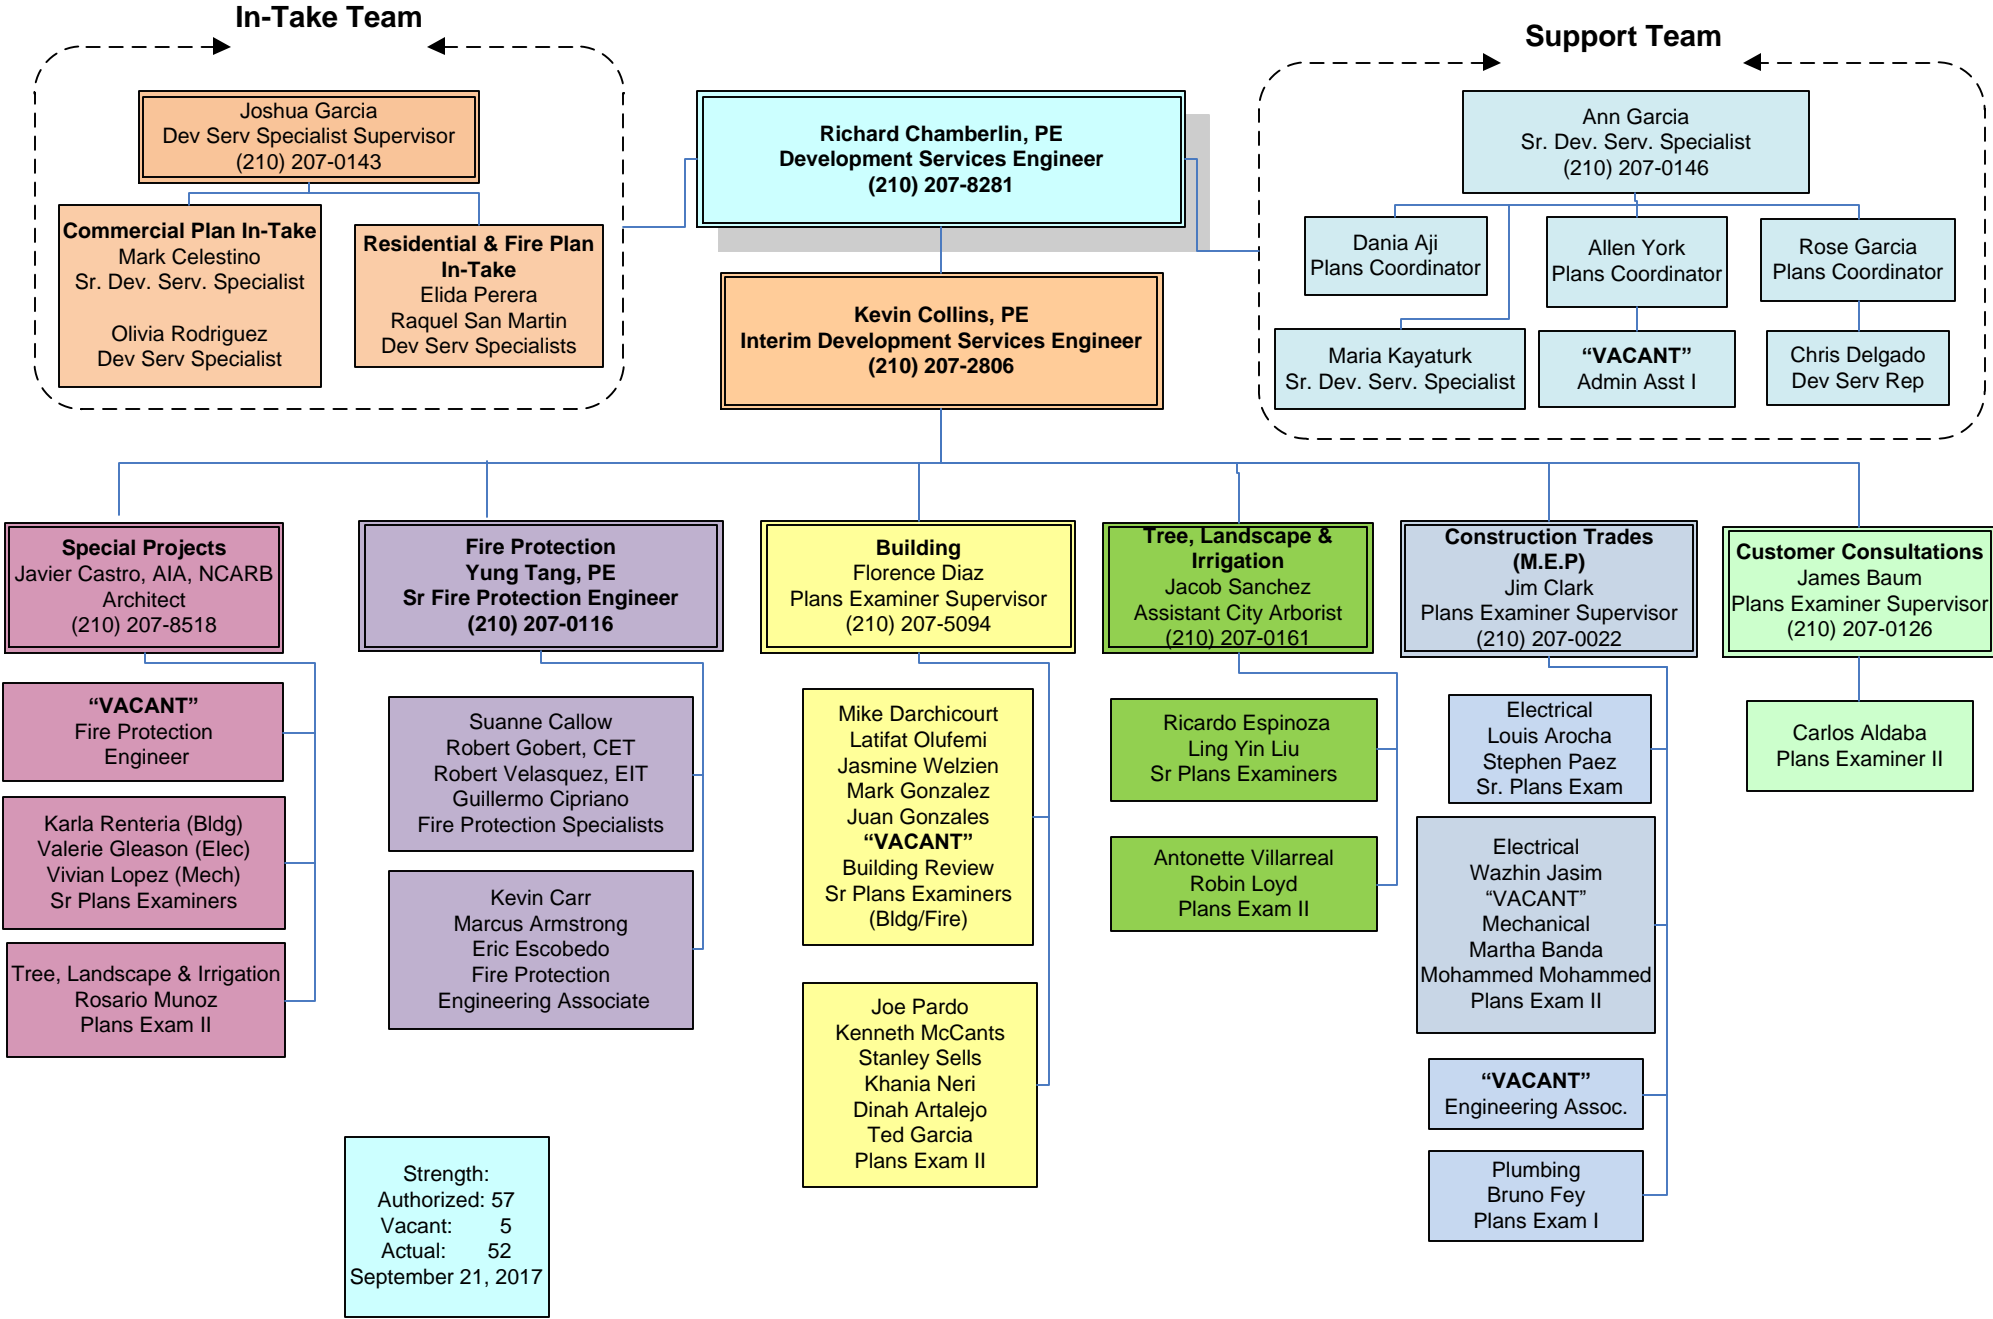 In-Take Team
Support Team
Joshua Garcia
Dev Serv Specialist Supervisor
(210) 207-0143
Commercial Plan In-Take
Mark Celestino
Sr. Dev. Serv. Specialist
Olivia Rodriguez
Dev Serv Specialist
Residential & Fire Plan
In-Take
Elida Perera
Raquel San Martin
Dev Serv Specialists
Richard Chamberlin, PE
Development Services Engineer
(210) 207-8281
Kevin Collins, PE
Interim Development Services Engineer
(210) 207-2806
Ann Garcia
Sr. Dev. Serv. Specialist
(210) 207-0146
Dania Aji
Plans Coordinator
Allen York
Plans Coordinator
Rose Garcia
Plans Coordinator
Maria Kayaturk
Sr. Dev. Serv. Specialist
“VACANT”
Admin Asst I
Chris Delgado
Dev Serv Rep
Special Projects
Javier Castro, AIA, NCARB
Architect
(210) 207-8518
“VACANT”
Fire Protection
Engineer
Karla Renteria (Bldg)
Valerie Gleason (Elec)
Vivian Lopez (Mech)
Sr Plans Examiners
Tree, Landscape & Irrigation
Rosario Munoz
Plans Exam II
Fire Protection
Yung Tang, PE
Sr Fire Protection Engineer
(210) 207-0116
Suanne Callow
Robert Gobert, CET
Robert Velasquez, EIT
Guillermo Cipriano
Fire Protection Specialists
Kevin Carr
Marcus Armstrong
Eric Escobedo
Fire Protection
Engineering Associate
Building
Florence Diaz
Plans Examiner Supervisor
(210) 207-5094
Mike Darchicourt
Latifat Olufemi
Jasmine Welzien
Mark Gonzalez
Juan Gonzales
“VACANT”
Building Review
Sr Plans Examiners
(Bldg/Fire)
Joe Pardo
Kenneth McCants
Stanley Sells
Khania Neri
Dinah Artalejo
Ted Garcia
Plans Exam II
Tree, Landscape &
Irrigation
Jacob Sanchez
Assistant City Arborist
(210) 207-0161
Ricardo Espinoza
Ling Yin Liu
Sr Plans Examiners
Antonette Villarreal
Robin Loyd
Plans Exam II
Construction Trades
(M.E.P)
Jim Clark
Plans Examiner Supervisor
(210) 207-0022
Electrical
Louis Arocha
Stephen Paez
Sr. Plans Exam
Electrical
Wazhin Jasim
“VACANT”
Mechanical
Martha Banda
Mohammed Mohammed
Plans Exam II
“VACANT”
Engineering Assoc.
Plumbing
Bruno Fey
Plans Exam I
Customer Consultations
James Baum
Plans Examiner Supervisor
(210) 207-0126
Carlos Aldaba
Plans Examiner II
Strength:
Authorized: 57
Vacant: 5
Actual: 52
September 21, 2017